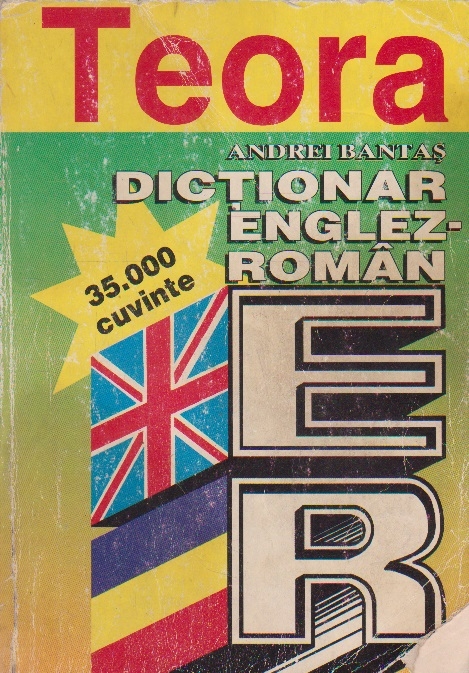 Teora
ANDREI BANTAŞ
DICŢIONAR
ENGLEZ-
ROMÂN
35.000
cuvinte
E
R